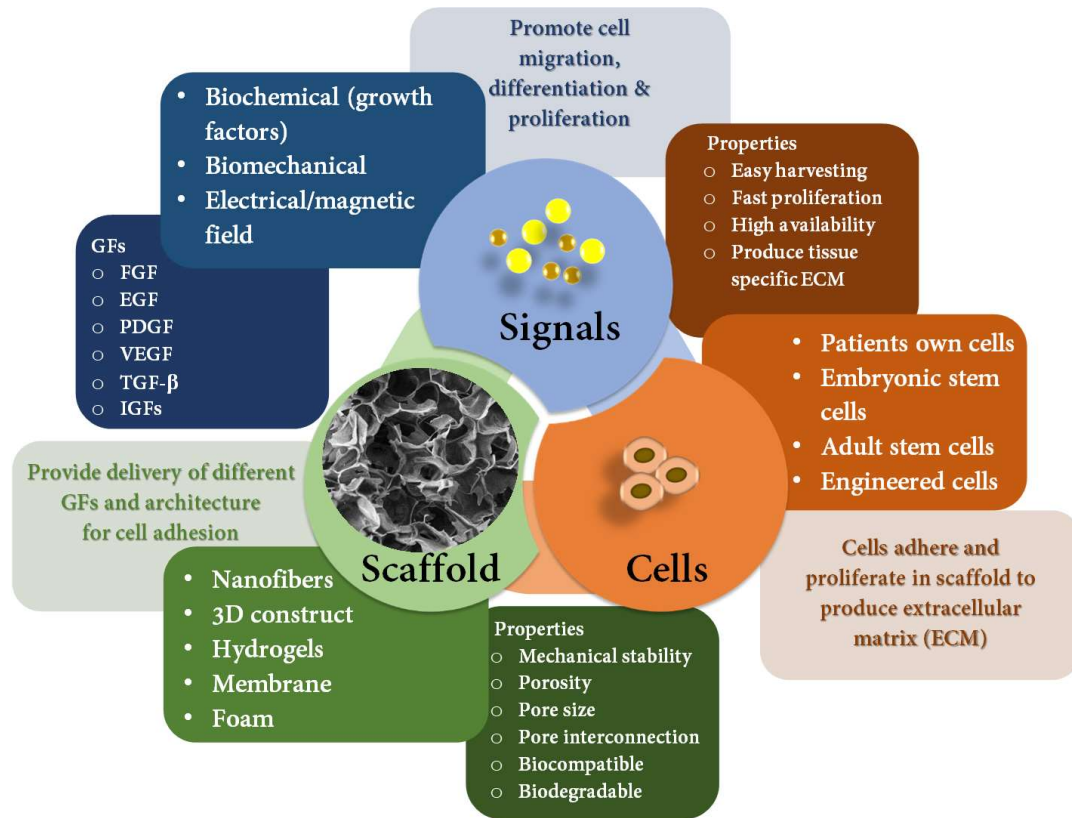 Promote cell
migration,
differentiation &
proliferation
• Biochemical (growth
factors)
• Biomechanical
• Electrical/magnetic
field
GFs
○ FGF
○ EGF
○ PDGF
○ VEGF
○ TGF-β
○ IGFs
Signals
Properties
○ Easy harvesting
○ Fast proliferation
○ High availability
○ Produce tissue
specific ECM
• Patients own cells
• Embryonic stem
cells
• Adult stem cells
• Engineered cells
Cells
Cells adhere and
proliferate in scaffold to
produce extracellular
matrix (ECM)
Provide delivery of different
GFs and architecture
for cell adhesion
Scaffold
• Nanofibers
• 3D construct
• Hydrogels
• Membrane
• Foam
Properties
○ Mechanical stability
○ Porosity
○ Pore size
○ Pore interconnection
○ Biocompatible
○ Biodegradable